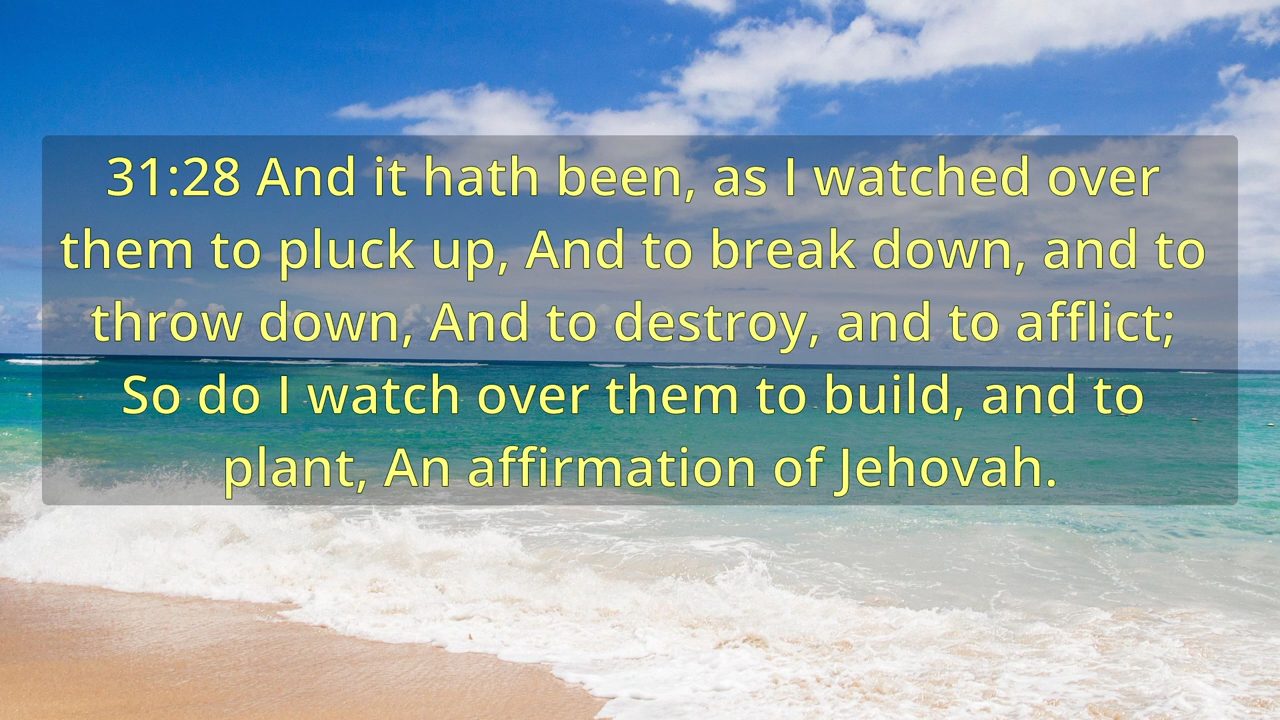 31:28 And it hath been, as I watched over
them to pluck up, And to break down, and to
throw down, And to destroy, and to afflict;
So do I watch over them to build, and to
plant, An affirmation of Jehovah.